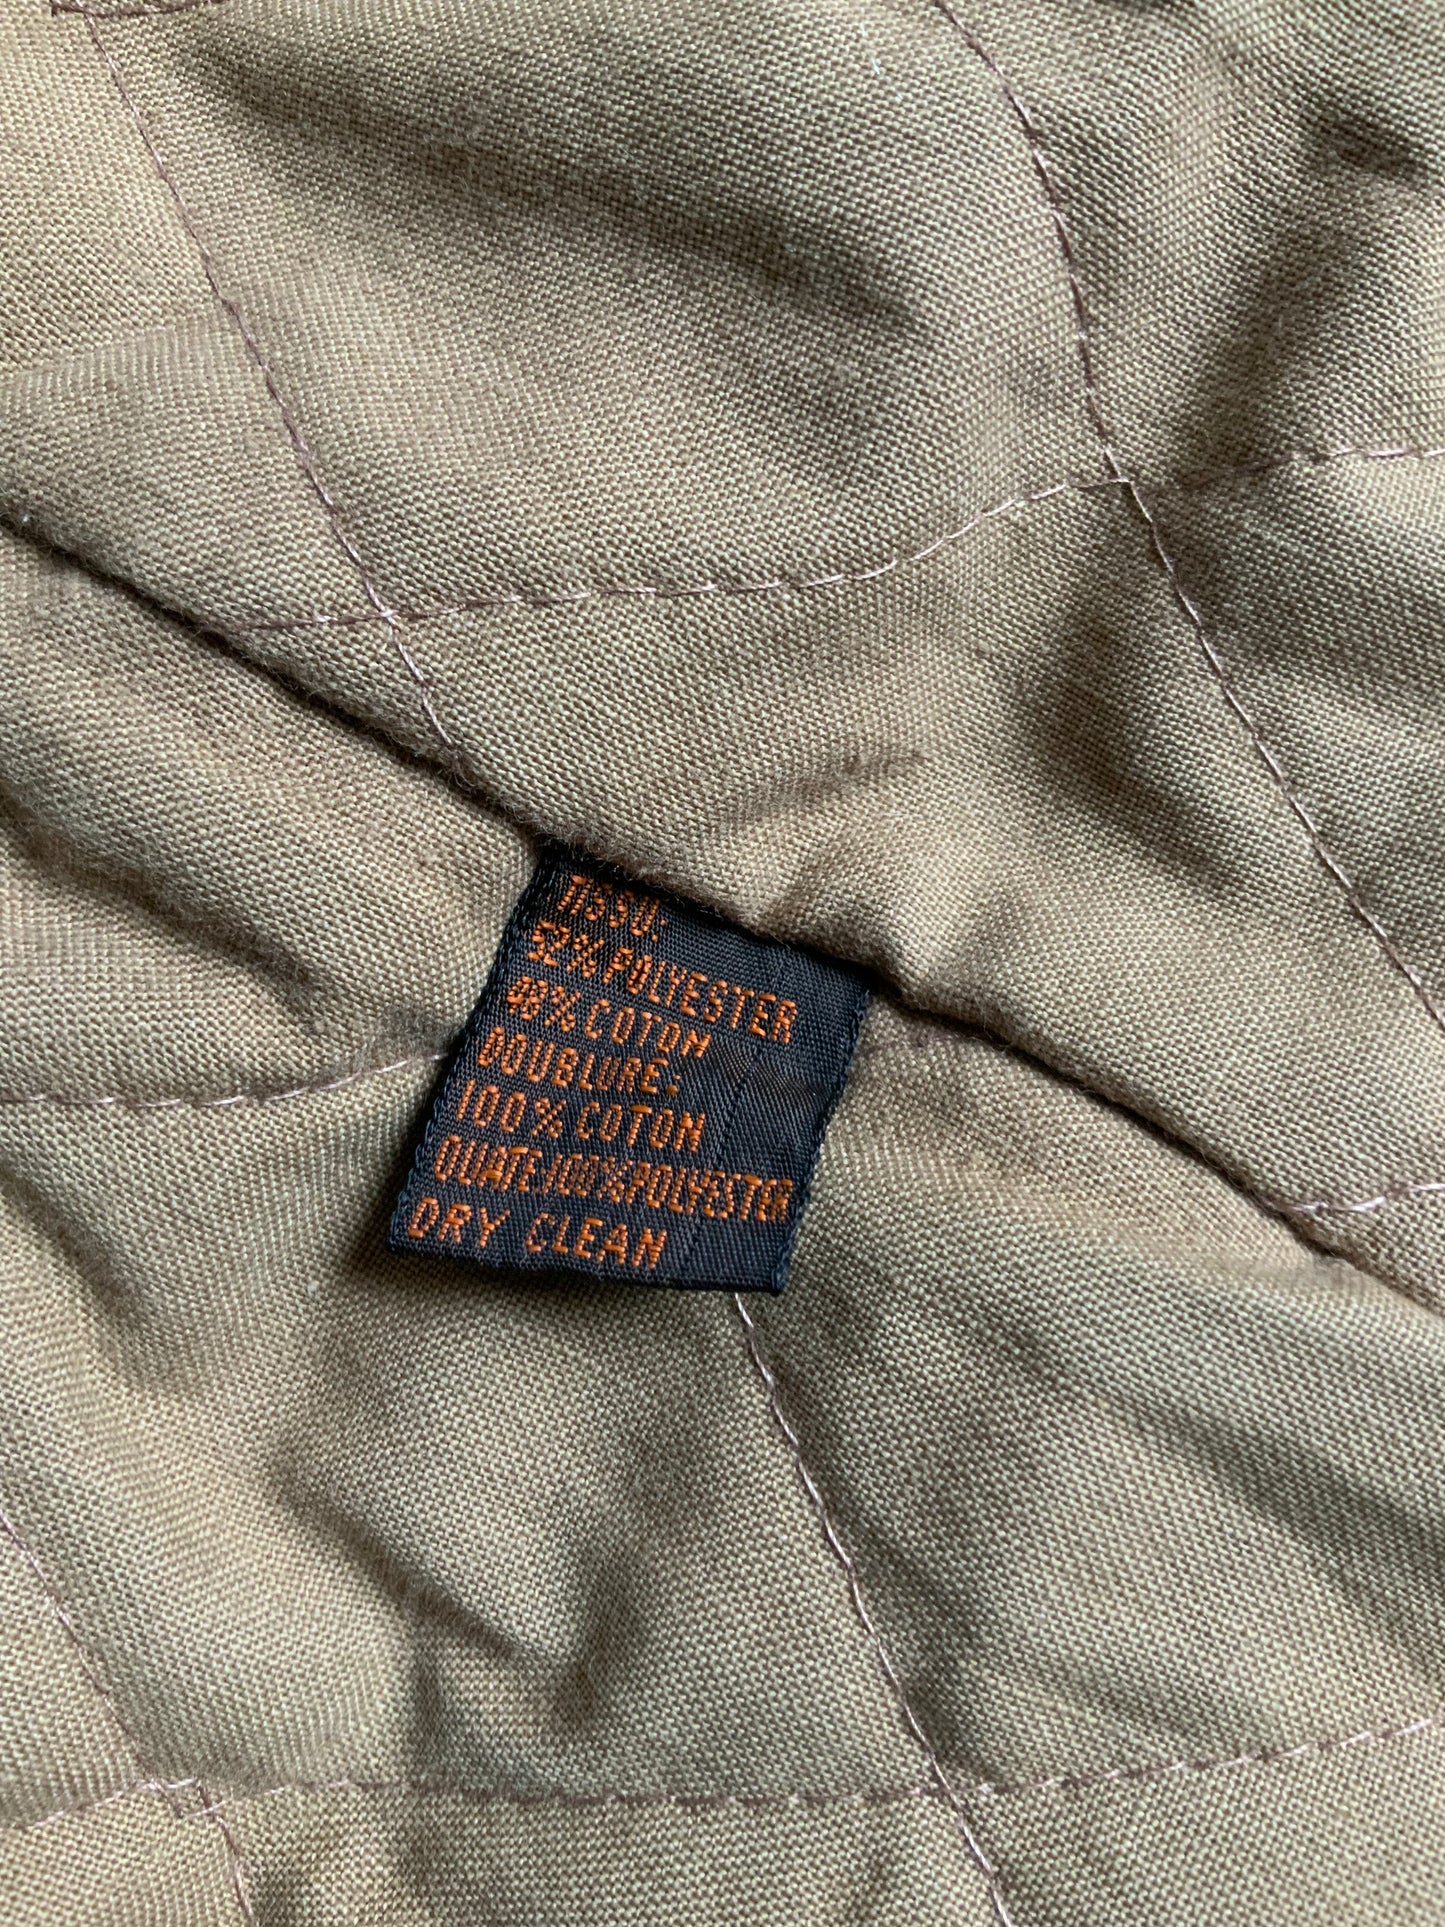 TISSU:
52% POLYESTER
48% COTON
DOUBLURE:
100% COTON
OUATE,100%POLYESTER
DRY CLEAN